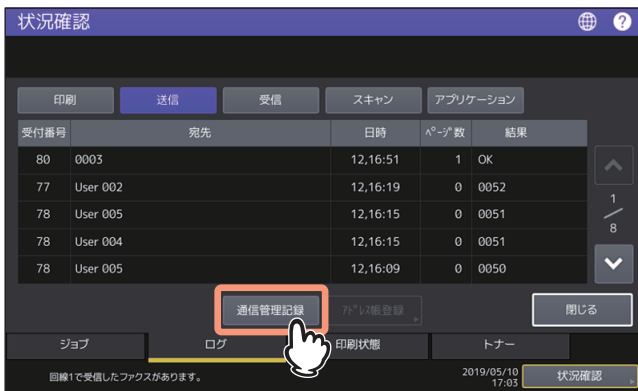 状況確認
?
印刷 送信 受信 スキャン アプリケーション
受付番号 宛先 日時 ﾍﾟｰｼﾞ数 結果
80 0003 12,16:51 1 OK
77 User 002 12,16:19 0 0052
78 User 005 12,16:15 0 0051
78 User 004 12,16:15 0 0051
78 User 005 12,16:09 0 0050
1
/
8
通信管理記録 ｱﾄﾞﾚｽ帳登録 閉じる
ジョブ ログ 印刷状態 トナー
回線1で受信したファクスがあります。
2019/05/10
17:03
状況確認